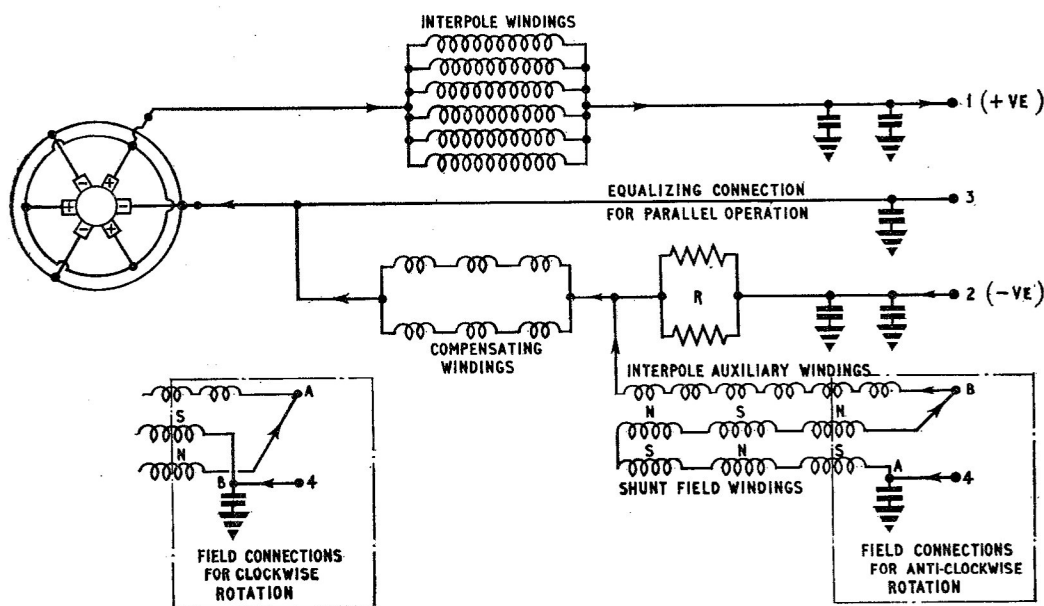 INTERPOLE WINDINGS
1 (+VE)
EQUALIZING CONNECTION
FOR PARALLEL OPERATION
3
R
2 (-VE)
COMPENSATING
WINDINGS
INTERPOLE AUXILIARY WINDINGS
A
B
S
N
S
N
N
S
N
S
B
4
A
4
SHUNT FIELD WINDINGS
FIELD CONNECTIONS
FOR CLOCKWISE
ROTATION
FIELD CONNECTIONS
FOR ANTI-CLOCKWISE
ROTATION